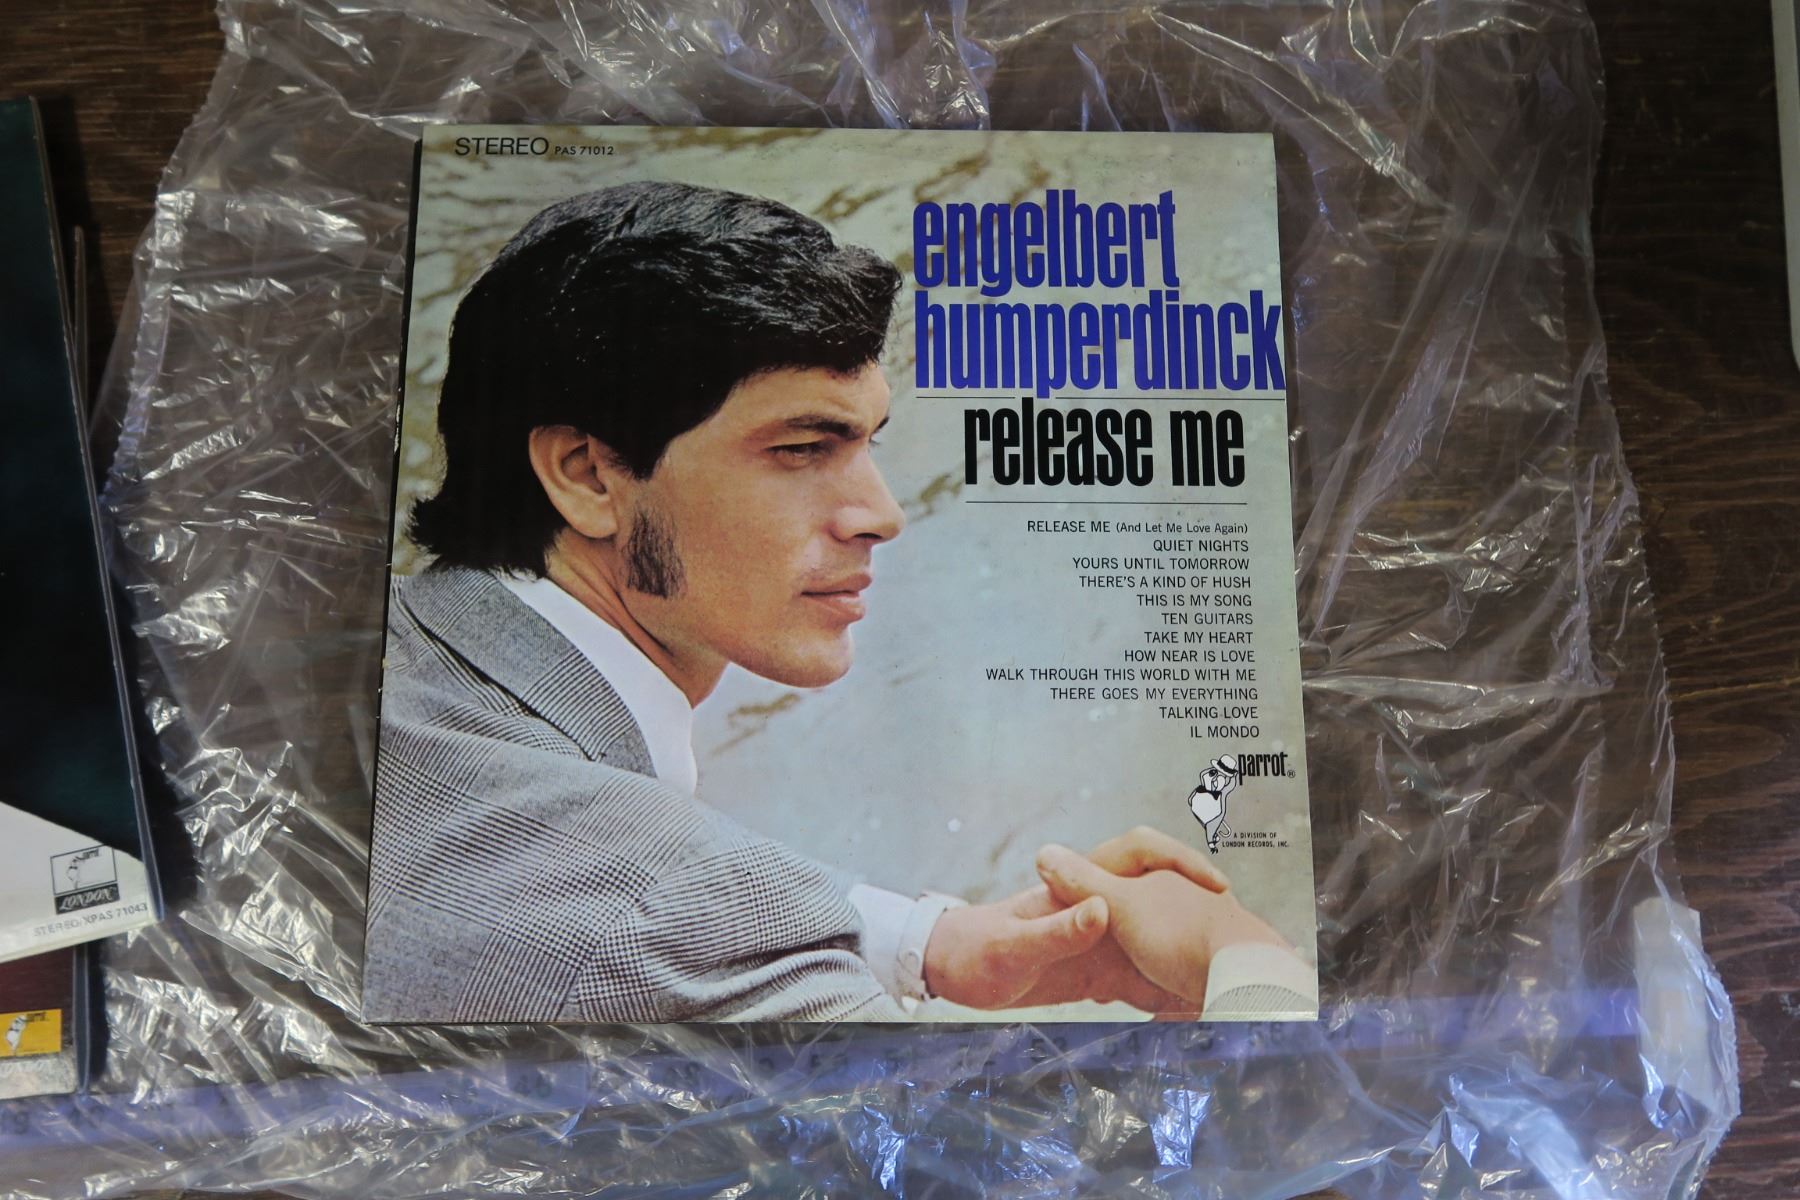 STEREO PAS 71012
engelbert
humperdinck
release me
RELEASE ME (And Let Me Love Again)
QUIET NIGHTS
YOURS UNTIL TOMORROW
THERE'S A KIND OF HUSH
THIS IS MY SONG
TEN GUITARS
TAKE MY HEART
HOW NEAR IS LOVE
WALK THROUGH THIS WORLD WITH ME
THERE GOES MY EVERYTHING
TALKING LOVE
IL MONDO
parrot®
A DIVISION OF
LONDON RECORDS, INC.
LONDON
STEREO/XPAS 71043